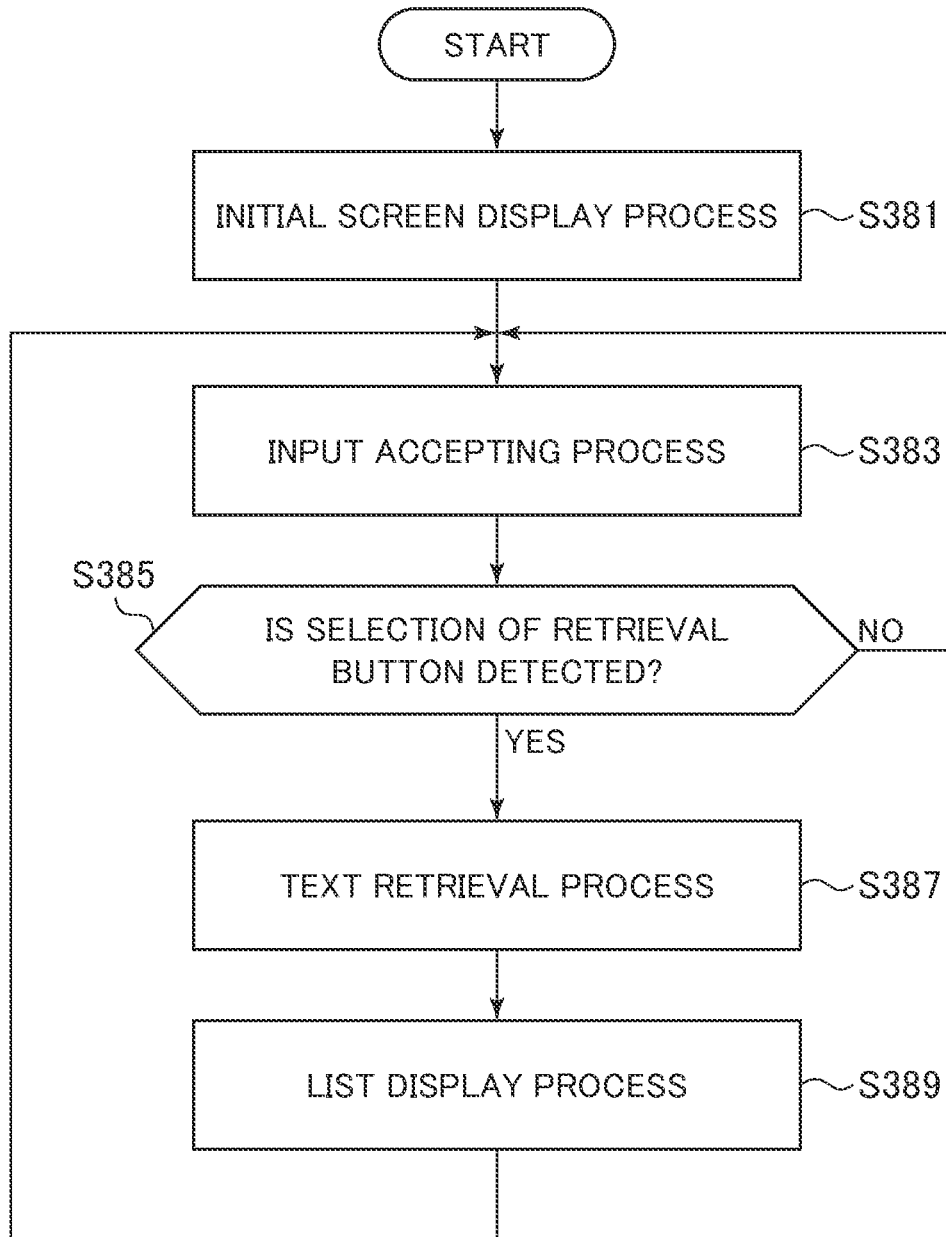 START
INITIAL SCREEN DISPLAY PROCESS
S381
INPUT ACCEPTING PROCESS
S383
S385
IS SELECTION OF RETRIEVAL
BUTTON DETECTED?
NO
YES
TEXT RETRIEVAL PROCESS
S387
LIST DISPLAY PROCESS
S389